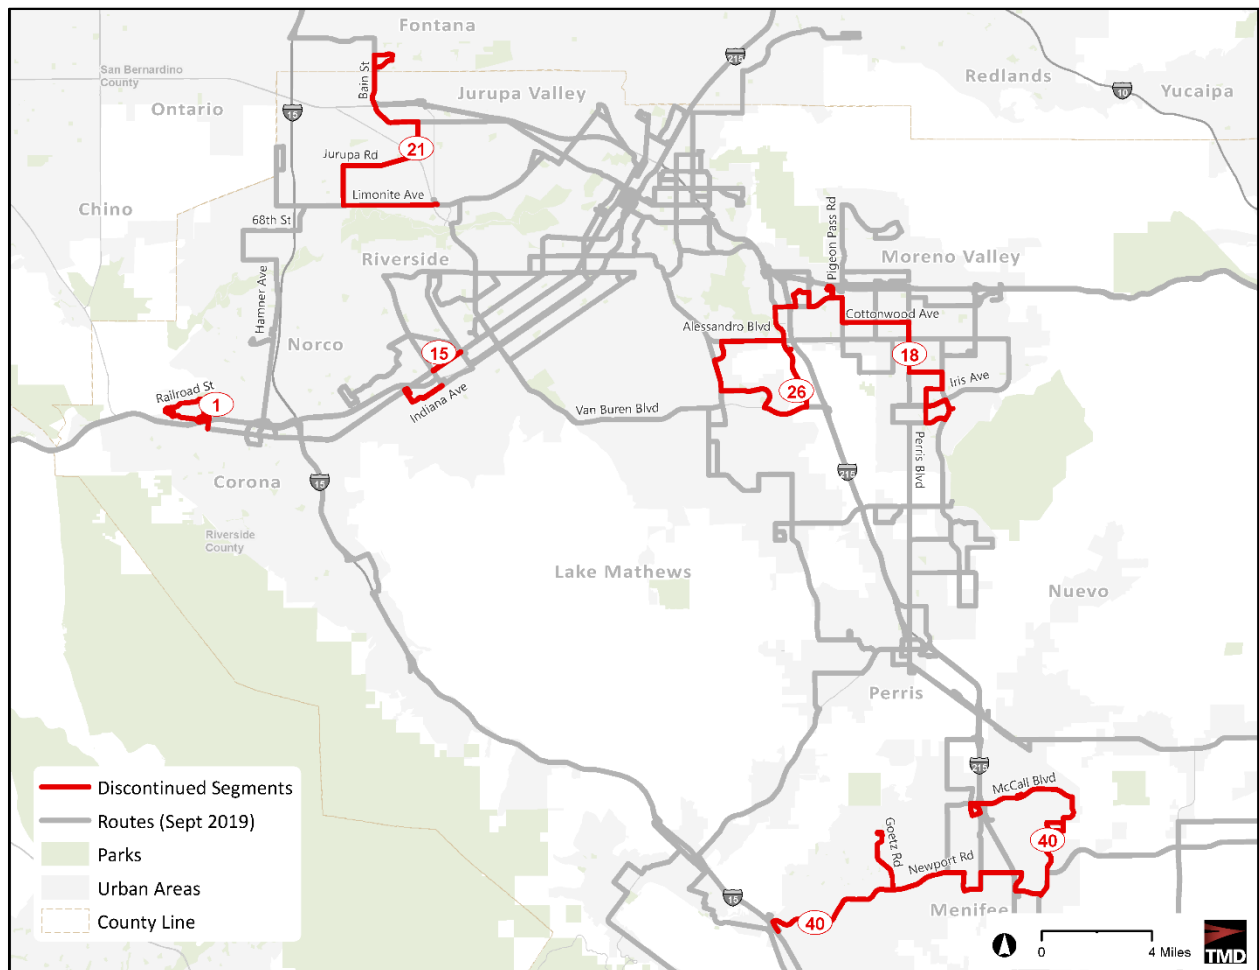 Fontana
215
Redlands
San Bernardino
County
Bain St
10
Yucaipa
Ontario
15
Jurupa Valley
21
Jurupa Rd
Limonite Ave
Chino
68th St
Pigeon Pass Rd
Riverside
Moreno Valley
Hamner Ave
Cottonwood Ave
Alessandro Blvd
Norco
15
18
Railroad St
1
Indiana Ave
26
Iris Ave
Van Buren Blvd
Perris Blvd
Corona
15
215
Riverside
County
Lake Mathews
Nuevo
Perris
215
McCall Blvd
Discontinued Segments
Routes (Sept 2019)
Parks
Urban Areas
County Line
Goetz Rd
40
Newport Rd
15
Menifee
40
0
4 Miles
TMD